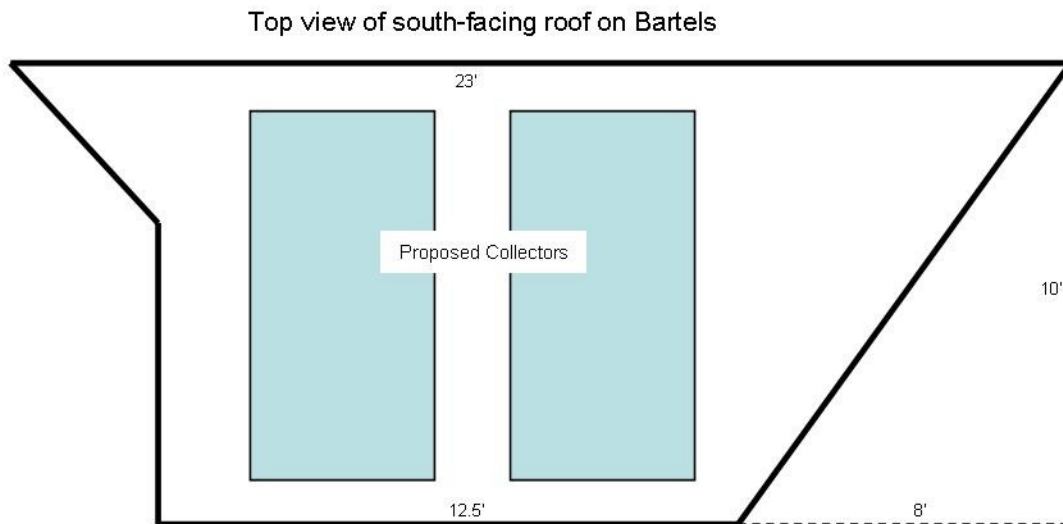 Top view of south-facing roof on Bartels
23'
Proposed Collectors
10'
12.5'
8'